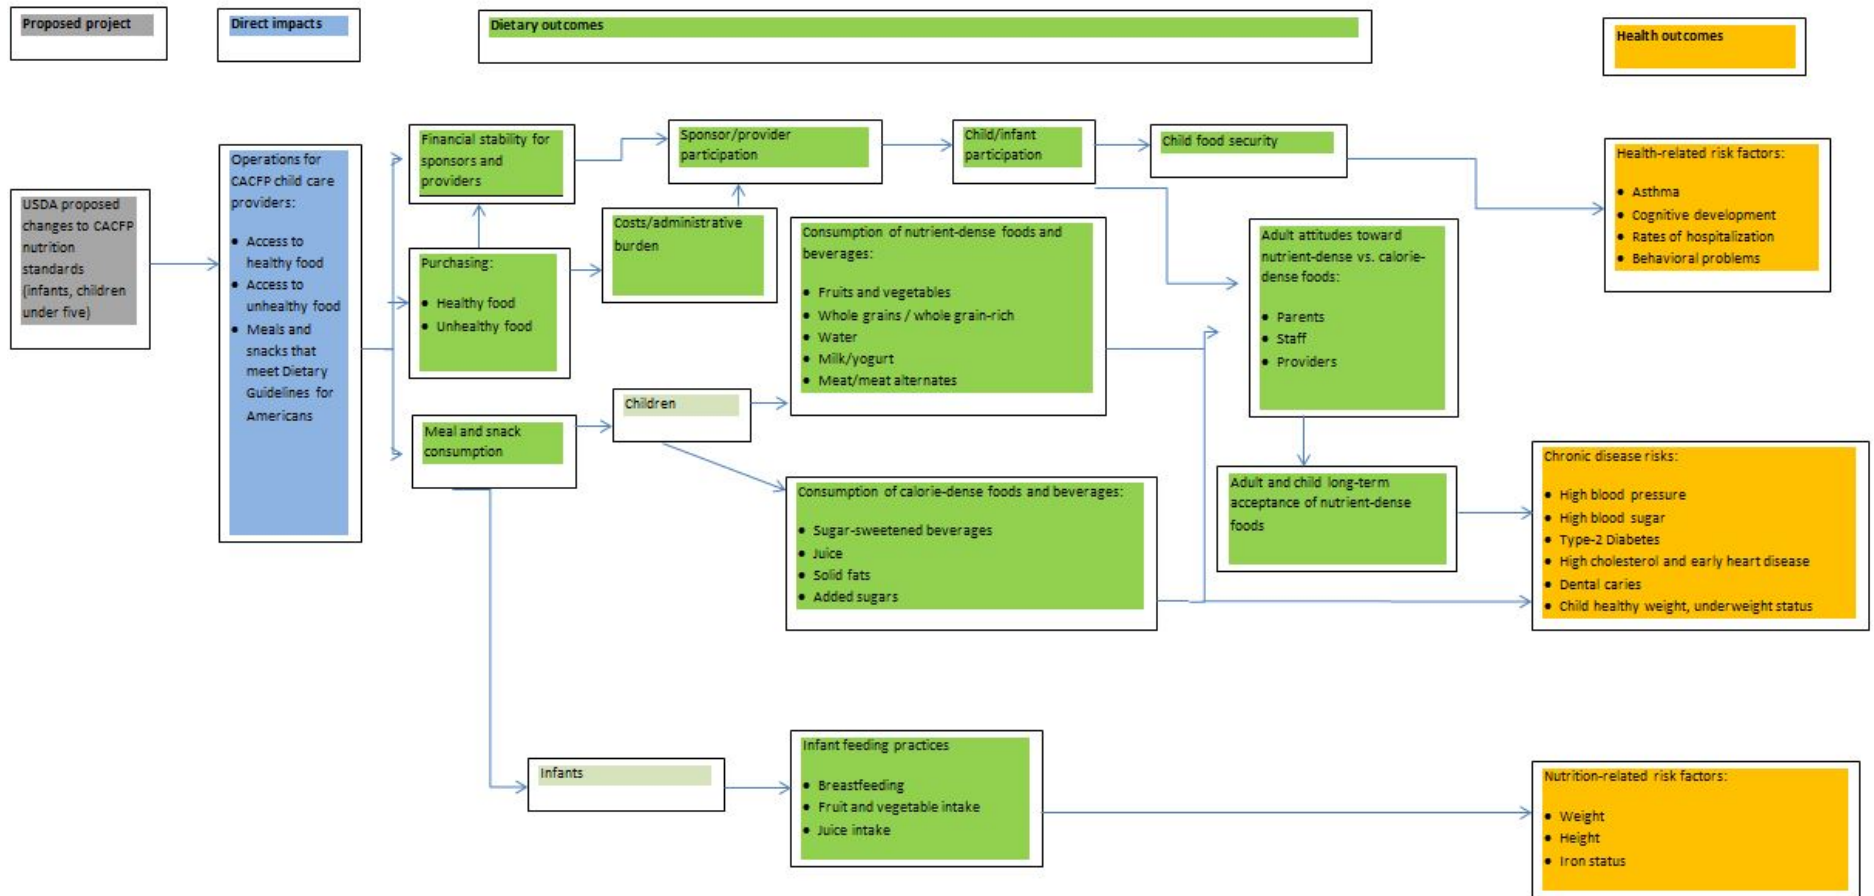 Proposed project
Direct impacts
Dietary outcomes
Health outcomes
USDA proposed
changes to CACFP
nutrition
standards
(infants, children
under five)
Operations for
CACFP child care
providers:
• Access to
healthy food
• Access to
unhealthy food
• Meals and
snacks that
meet Dietary
Guidelines for
Americans
Financial stability for
sponsors and
providers
Purchasing:
• Healthy food
• Unhealthy food
Meal and snack
consumption
Sponsor/provider
participation
Costs/administrative
burden
Children
Infants
Child/infant
participation
Child food security
Consumption of nutrient-dense foods and
beverages:
• Fruits and vegetables
• Whole grains / whole grain-rich
• Water
• Milk/yogurt
• Meat/meat alternates
Consumption of calorie-dense foods and beverages:
• Sugar-sweetened beverages
• Juice
• Solid fats
• Added sugars
Infant feeding practices
• Breastfeeding
• Fruit and vegetable intake
• Juice intake
Adult attitudes toward
nutrient-dense vs. calorie-
dense foods:
• Parents
• Staff
• Providers
Adult and child long-term
acceptance of nutrient-dense
foods
Health-related risk factors:
• Asthma
• Cognitive development
• Rates of hospitalization
• Behavioral problems
Chronic disease risks:
• High blood pressure
• High blood sugar
• Type-2 Diabetes
• High cholesterol and early heart disease
• Dental caries
• Child healthy weight, underweight status
Nutrition-related risk factors:
• Weight
• Height
• Iron status